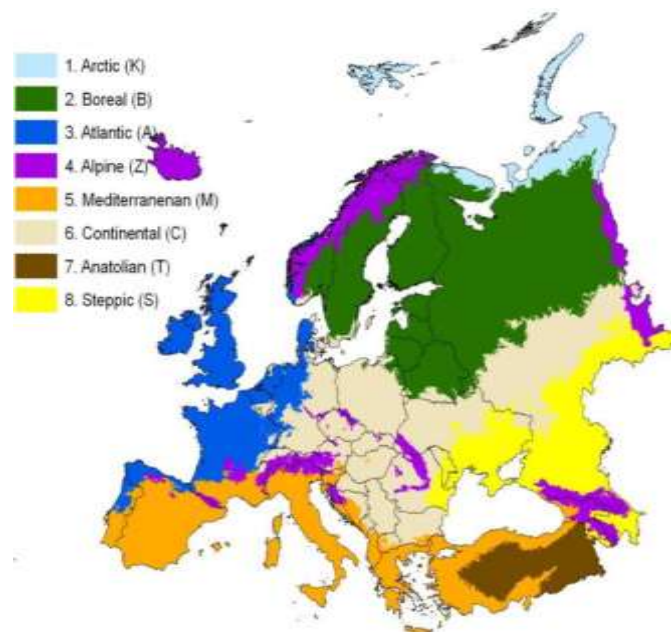 1. Arctic (K)
2. Boreal (B)
3. Atlantic (A)
4. Alpine (Z)
5. Mediterranenan (M)
6. Continental (C)
7. Anatolian (T)
8. Steppic (S)